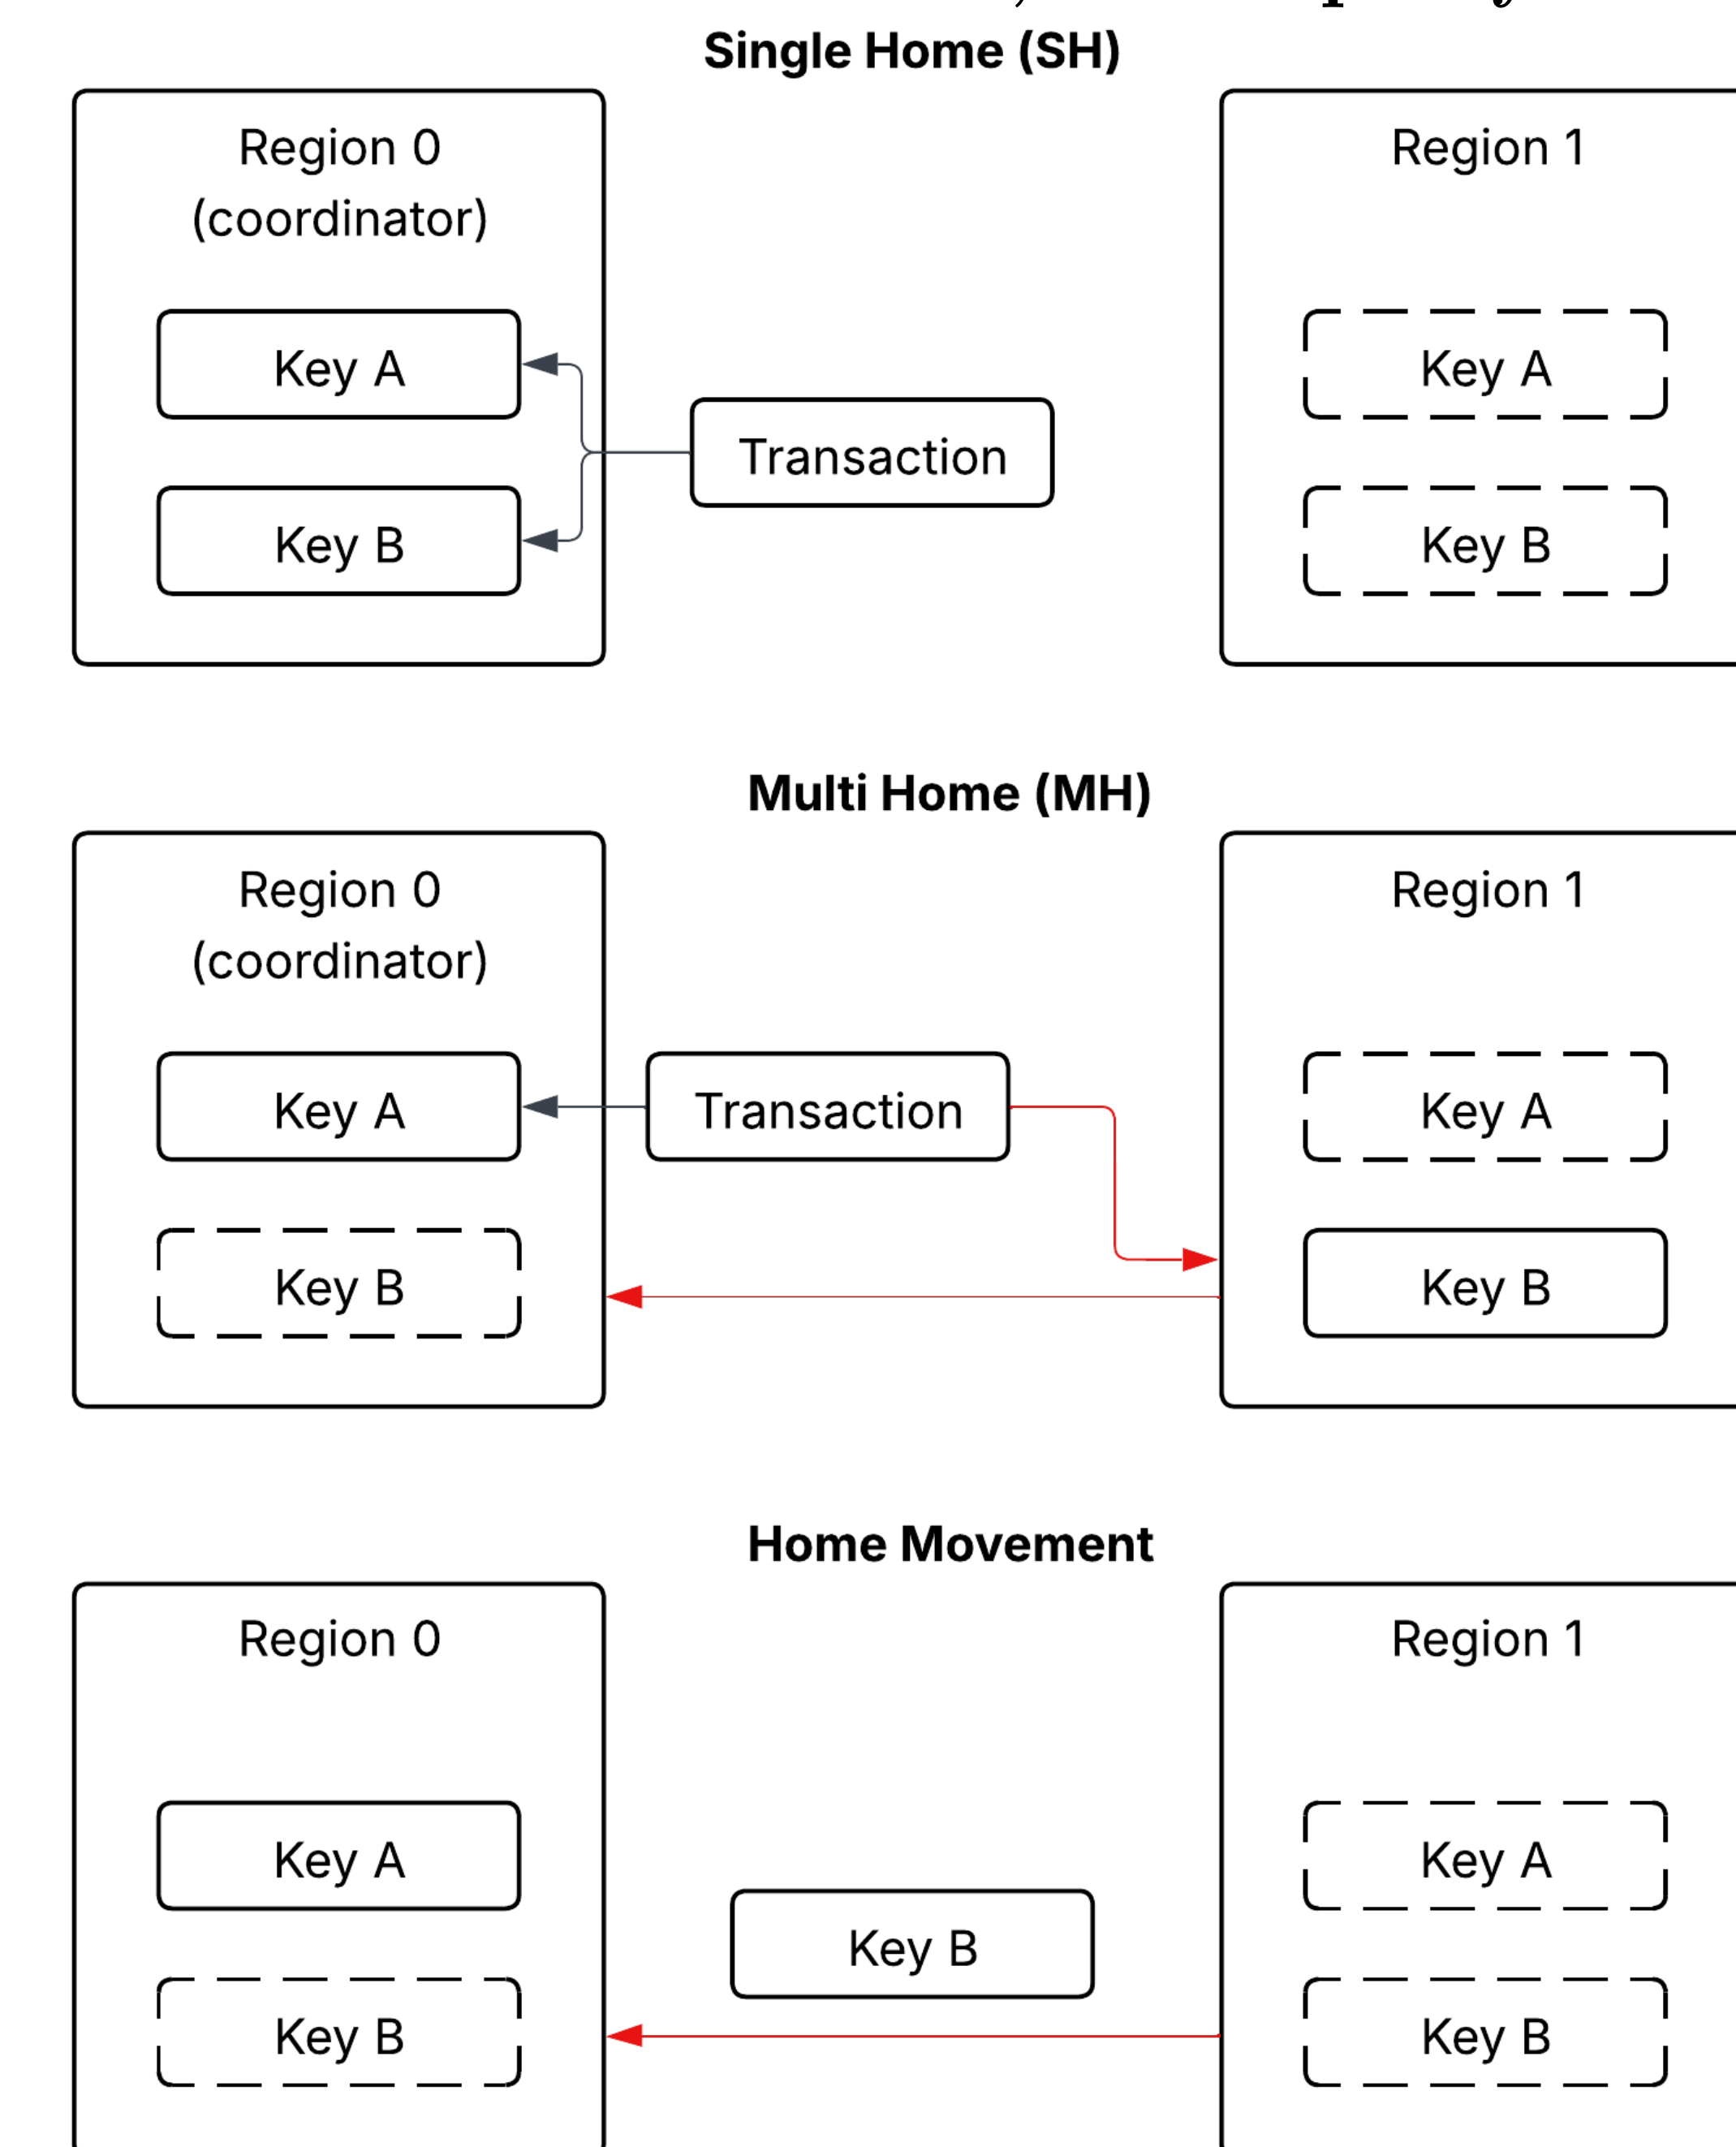 Single Home (SH)
Region 0
(coordinator)
Key A
Key B
Transaction
Region 1
Key A
Key B
Multi Home (MH)
Region 0
(coordinator)
Key A
Key B
Transaction
Region 1
Key A
Key B
Home Movement
Region 0
Key A
Key B
Key B
Region 1
Key A
Key B